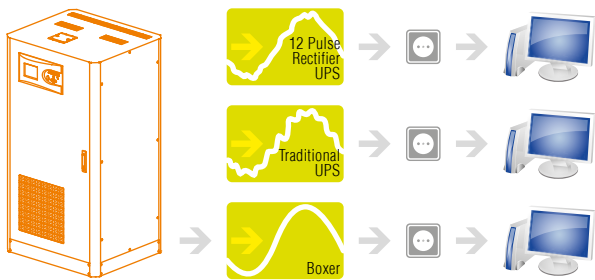 12 Pulse
Rectifier
UPS
Traditional
UPS
Boxer